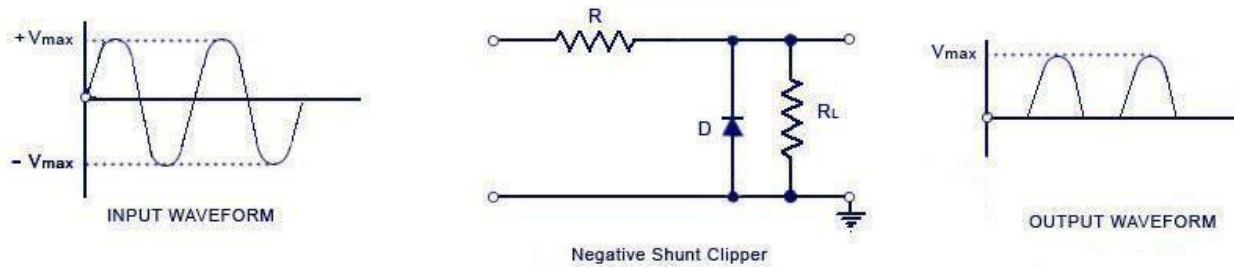 + Vmax
- Vmax
INPUT WAVEFORM
R
D
RL
Negative Shunt Clipper
Vmax
OUTPUT WAVEFORM